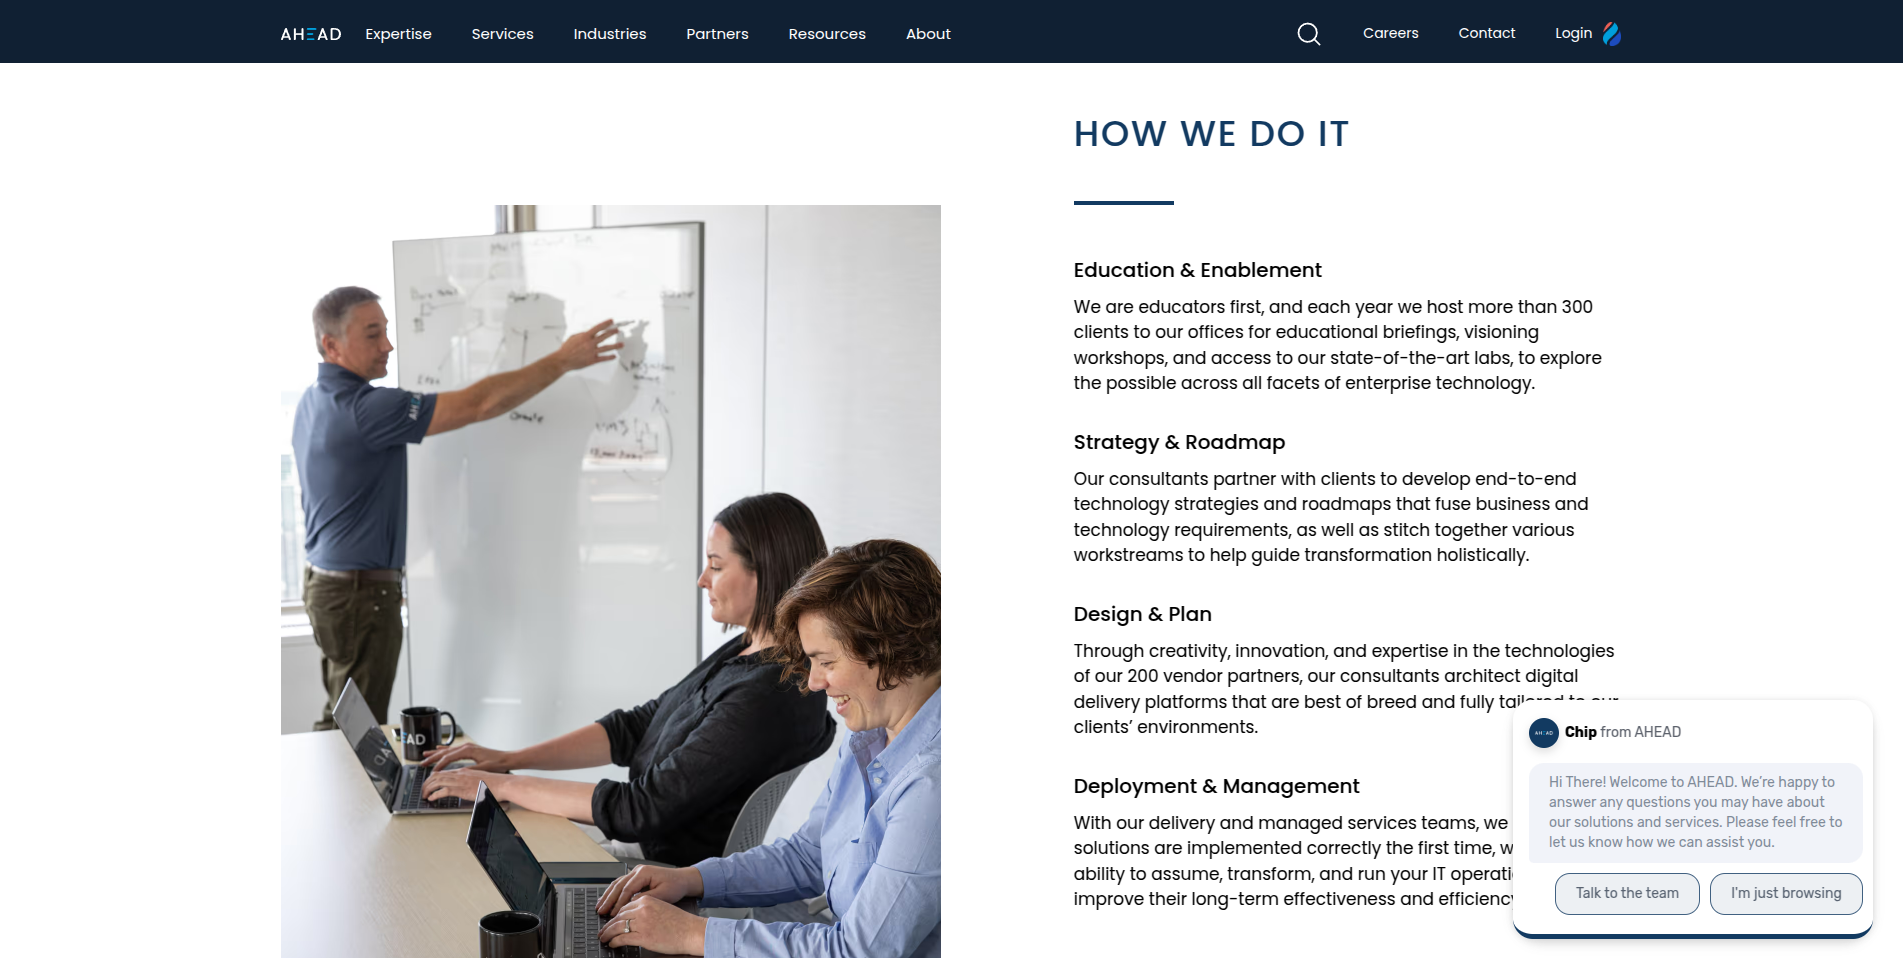 AHEAD Expertise Services Industries Partners Resources About Careers Contact Login
HOW WE DO IT
Education & Enablement
We are educators first, and each year we host more than 300
clients to our offices for educational briefings, visioning
workshops, and access to our state-of-the-art labs, to explore
the possible across all facets of enterprise technology.
Strategy & Roadmap
Our consultants partner with clients to develop end-to-end
technology strategies and roadmaps that fuse business and
technology requirements, as well as stitch together various
workstreams to help guide transformation holistically.
Design & Plan
Through creativity, innovation, and expertise in the technologies
of our 200 vendor partners, our consultants architect digital
delivery platforms that are best of breed and fully tailored to our
clients’ environments.
Deployment & Management
With our delivery and managed services teams, we
solutions are implemented correctly the first time, w
ability to assume, transform, and run your IT operati
improve their long-term effectiveness and efficiency
Chip from AHEAD
Hi There! Welcome to AHEAD. We're happy to
answer any questions you may have about
our solutions and services. Please feel free to
let us know how we can assist you.
Talk to the team
I'm just browsing